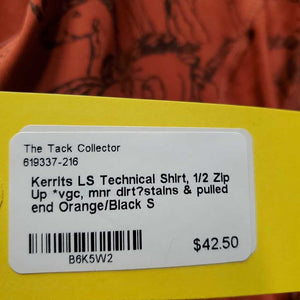 The Tack Collector
619337-216
Kerrits LS Technical Shirt, 1/2 Zip
Up *vgc, mnr dirt?stains & pulled
end Orange/Black S
B6K5W2
$42.50